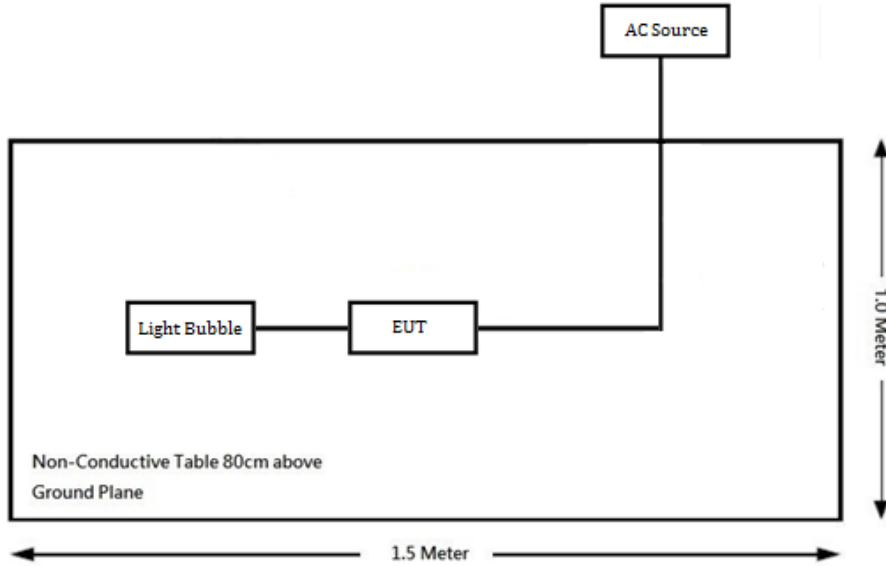 AC Source
Light Bubble
EUT
1.0 Meter
Non-Conductive Table 80cm above
Ground Plane
1.5 Meter